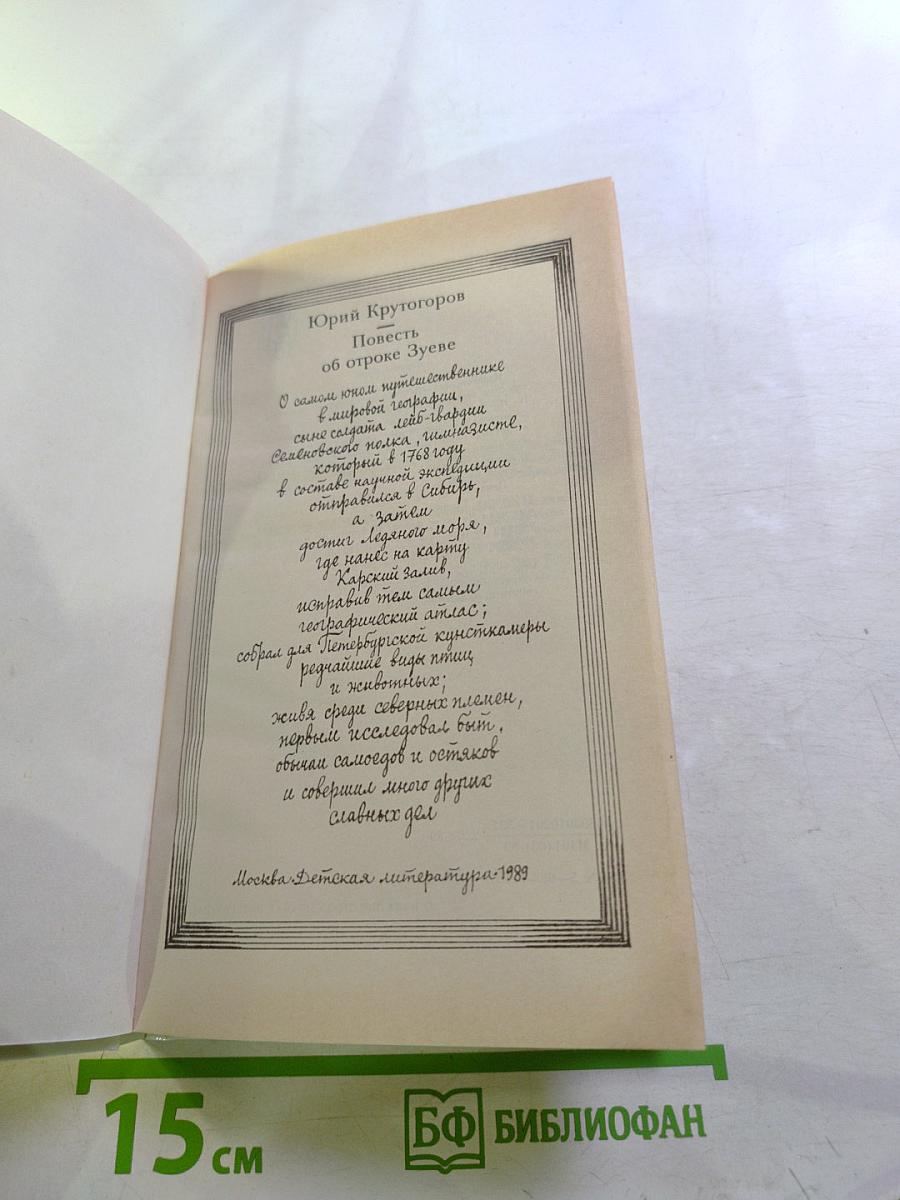 Юрий Крутогоров
Повесть
об отроке Зуеве
О самом юном путешественнике
в мировой географии,
сыне солдата лейб-гвардии
Семёновского полка, гимназисте,
который в 1768 году
в составе научной экспедиции
отправился в Сибирь,
а затем
достиг Ледяного моря,
где нанёс на карту
Карский залив,
исправив тем самым
географический атлас;
собрал для Петербургской кунсткамеры
редчайшие виды птиц
и животных;
живя среди северных племен,
первым исследовал быт,
обычаи самоедов и остяков
и совершил много других
славных дел
Москва·Детская литература·1989
15 см
БФ БИБЛИОФАН